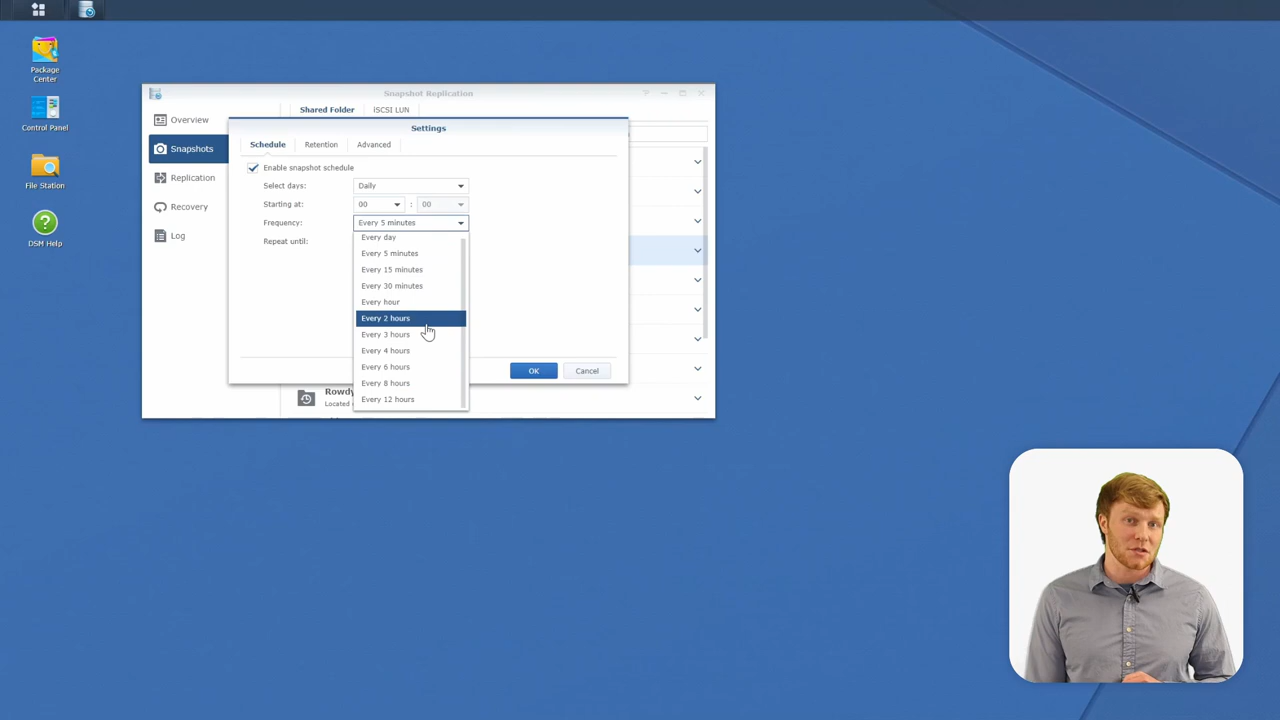 Package
Center
Control Panel
File Station
DSM Help
Snapshot Replication
Overview
Snapshots
Replication
Recovery
Log
Shared Folder
iSCSI LUN
Settings
Schedule
Retention
Advanced
Enable snapshot schedule
Select days:
Daily
Starting at:
00
:
00
Frequency:
Every 5 minutes
Repeat until:
Every day
Every 5 minutes
Every 15 minutes
Every 30 minutes
Every hour
Every 2 hours
Every 3 hours
Every 4 hours
Every 6 hours
Every 8 hours
Every 12 hours
OK
Cancel
Rowdy
Located